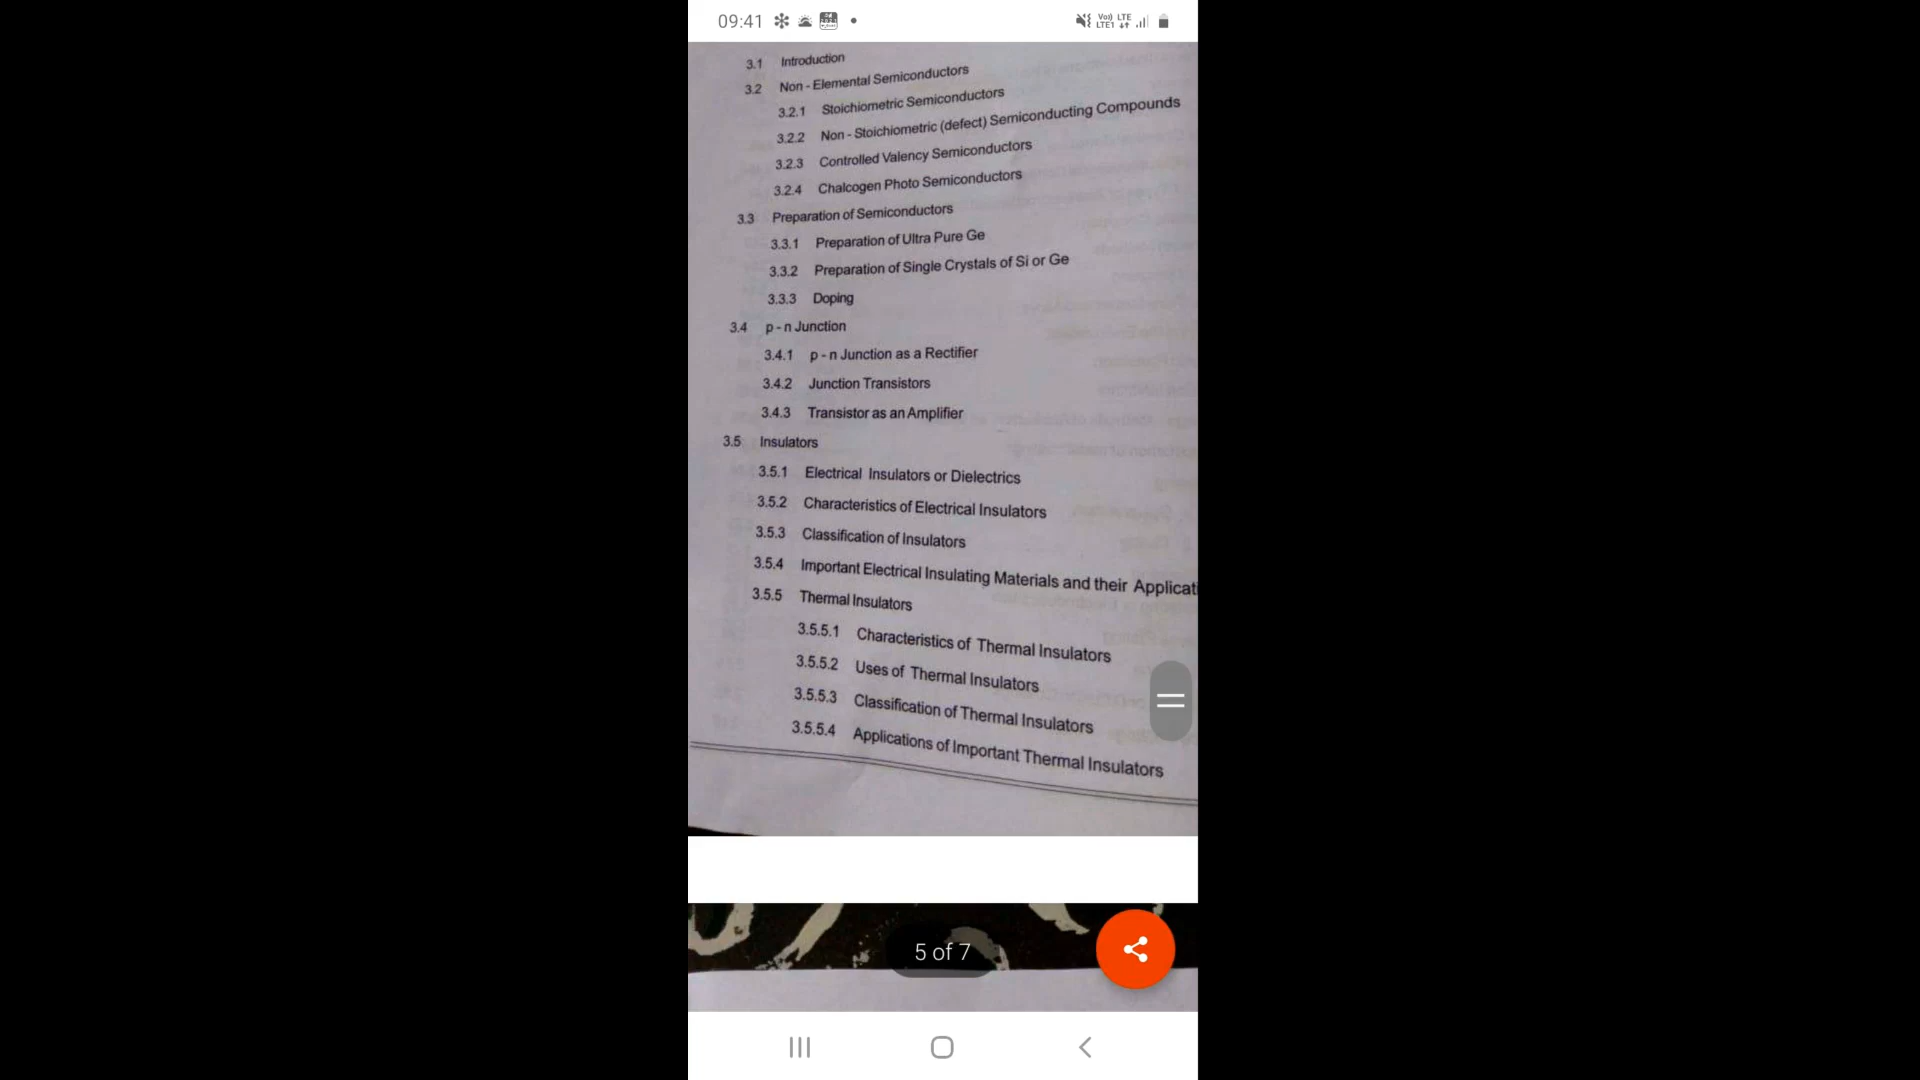 09:41 Vo)) LTE LTE1
3.1 Introduction
3.2 Non - Elemental Semiconductors
3.2.1 Stoichiometric Semiconductors
3.2.2 Non - Stoichiometric (defect) Semiconducting Compounds
3.2.3 Controlled Valency Semiconductors
3.2.4 Chalcogen Photo Semiconductors
3.3 Preparation of Semiconductors
3.3.1 Preparation of Ultra Pure Ge
3.3.2 Preparation of Single Crystals of Si or Ge
3.3.3 Doping
3.4 p - n Junction
3.4.1 p - n Junction as a Rectifier
3.4.2 Junction Transistors
3.4.3 Transistor as an Amplifier
3.5 Insulators
3.5.1 Electrical Insulators or Dielectrics
3.5.2 Characteristics of Electrical Insulators
3.5.3 Classification of Insulators
3.5.4 Important Electrical Insulating Materials and their Applicati
3.5.5 Thermal Insulators
3.5.5.1 Characteristics of Thermal Insulators
3.5.5.2 Uses of Thermal Insulators
3.5.5.3 Classification of Thermal Insulators
3.5.5.4 Applications of Important Thermal Insulators
5 of 7